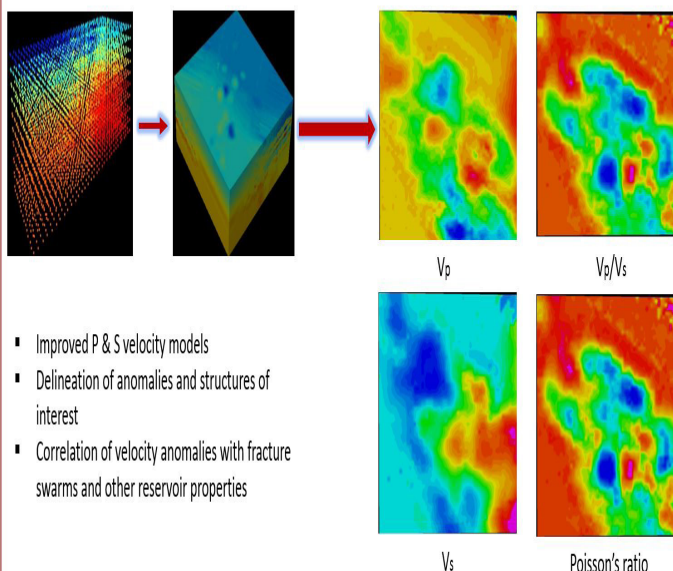 Vp
Vp/Vs
▪ Improved P & S velocity models
▪ Delineation of anomalies and structures of
interest
▪ Correlation of velocity anomalies with fracture
swarms and other reservoir properties
Vs
Poisson's ratio